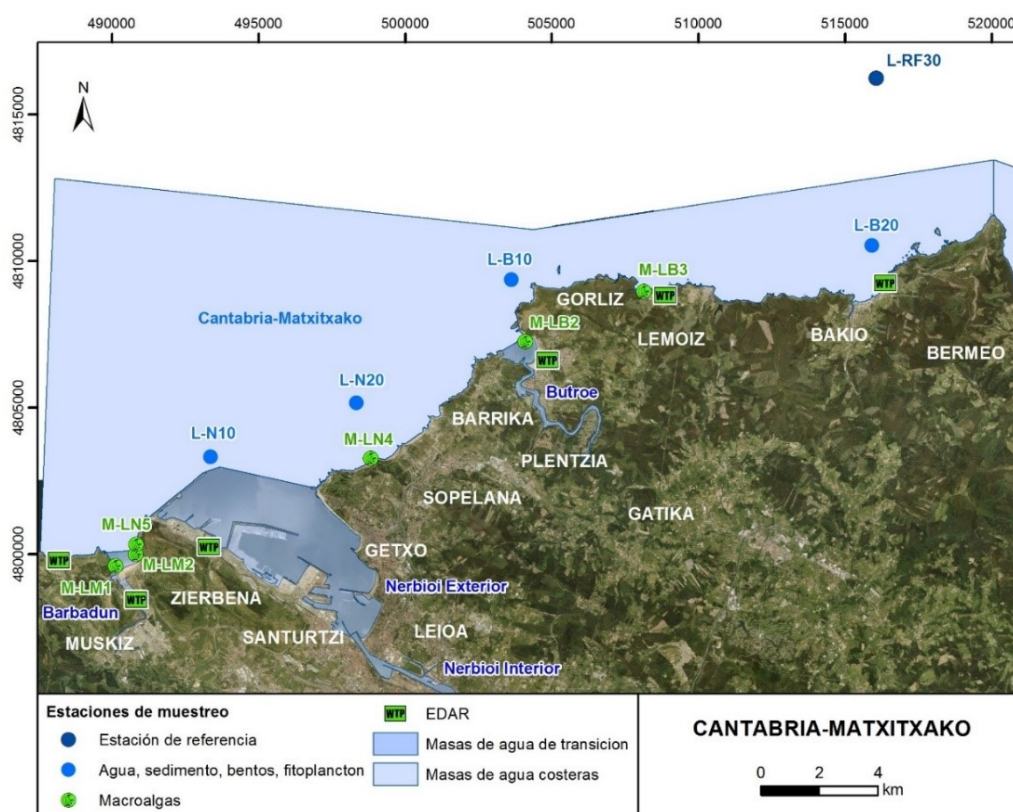 490000 495000 500000 505000 510000 515000 520000
L-RF30
N
4815000
L-B20
4810000
L-B10
M-LB3
WTP
GORLIZ
WTP
Cantabria-Matxitxako
M-LB2
LEMOIZ
BAKIO
BERMEO
WTP
L-N20
Butroe
4805000
BARRIKA
L-N10
M-LN4
PLENTZIA
SOPELANA
GATIKA
M-LN5
GETXO
4800000
WTP
WTP
M-LM2
M-LM1
WTP
ZIERBENA
Nerbioi Exterior
Barbadun
MUSKIZ
SANTURTZI
LEIOA
Nerbioi Interior
Estaciones de muestreo
Estación de referencia
Agua, sedimento, bentos, fitoplancton
Macroalgas
WTP EDAR
Masas de agua de transicion
Masas de agua costeras
CANTABRIA-MATXITXAKO
0 2 4
km